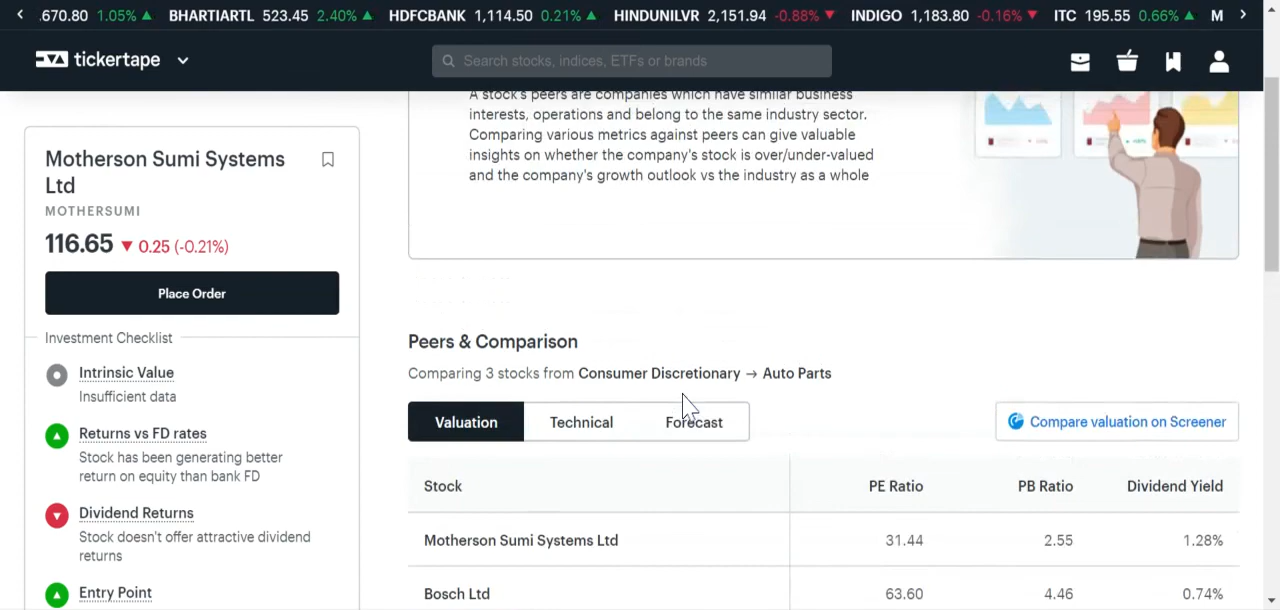 .670.80 1.05% BHARTIARTL 523.45 2.40% HDFCBANK 1,114.50 0.21% HINDUNILVR 2,151.94 -0.88% INDIGO 1,183.80 -0.16% ITC 195.55 0.66% M
tickertape
Search stocks, indices, ETFs or brands
A stock's peers are companies which have similar business
interests, operations and belong to the same industry sector.
Comparing various metrics against peers can give valuable
insights on whether the company's stock is over/under-valued
and the company's growth outlook vs the industry as a whole
Motherson Sumi Systems
Ltd
MOTHERSUMI
116.65 0.25 (-0.21%)
Place Order
Investment Checklist
Intrinsic Value
Insufficient data
Returns vs FD rates
Stock has been generating better
return on equity than bank FD
Dividend Returns
Stock doesn't offer attractive dividend
returns
Entry Point
Peers & Comparison
Comparing 3 stocks from Consumer Discretionary → Auto Parts
Valuation Technical Forecast
Compare valuation on Screener
Stock PE Ratio PB Ratio Dividend Yield
Motherson Sumi Systems Ltd 31.44 2.55 1.28%
Bosch Ltd 63.60 4.46 0.74%